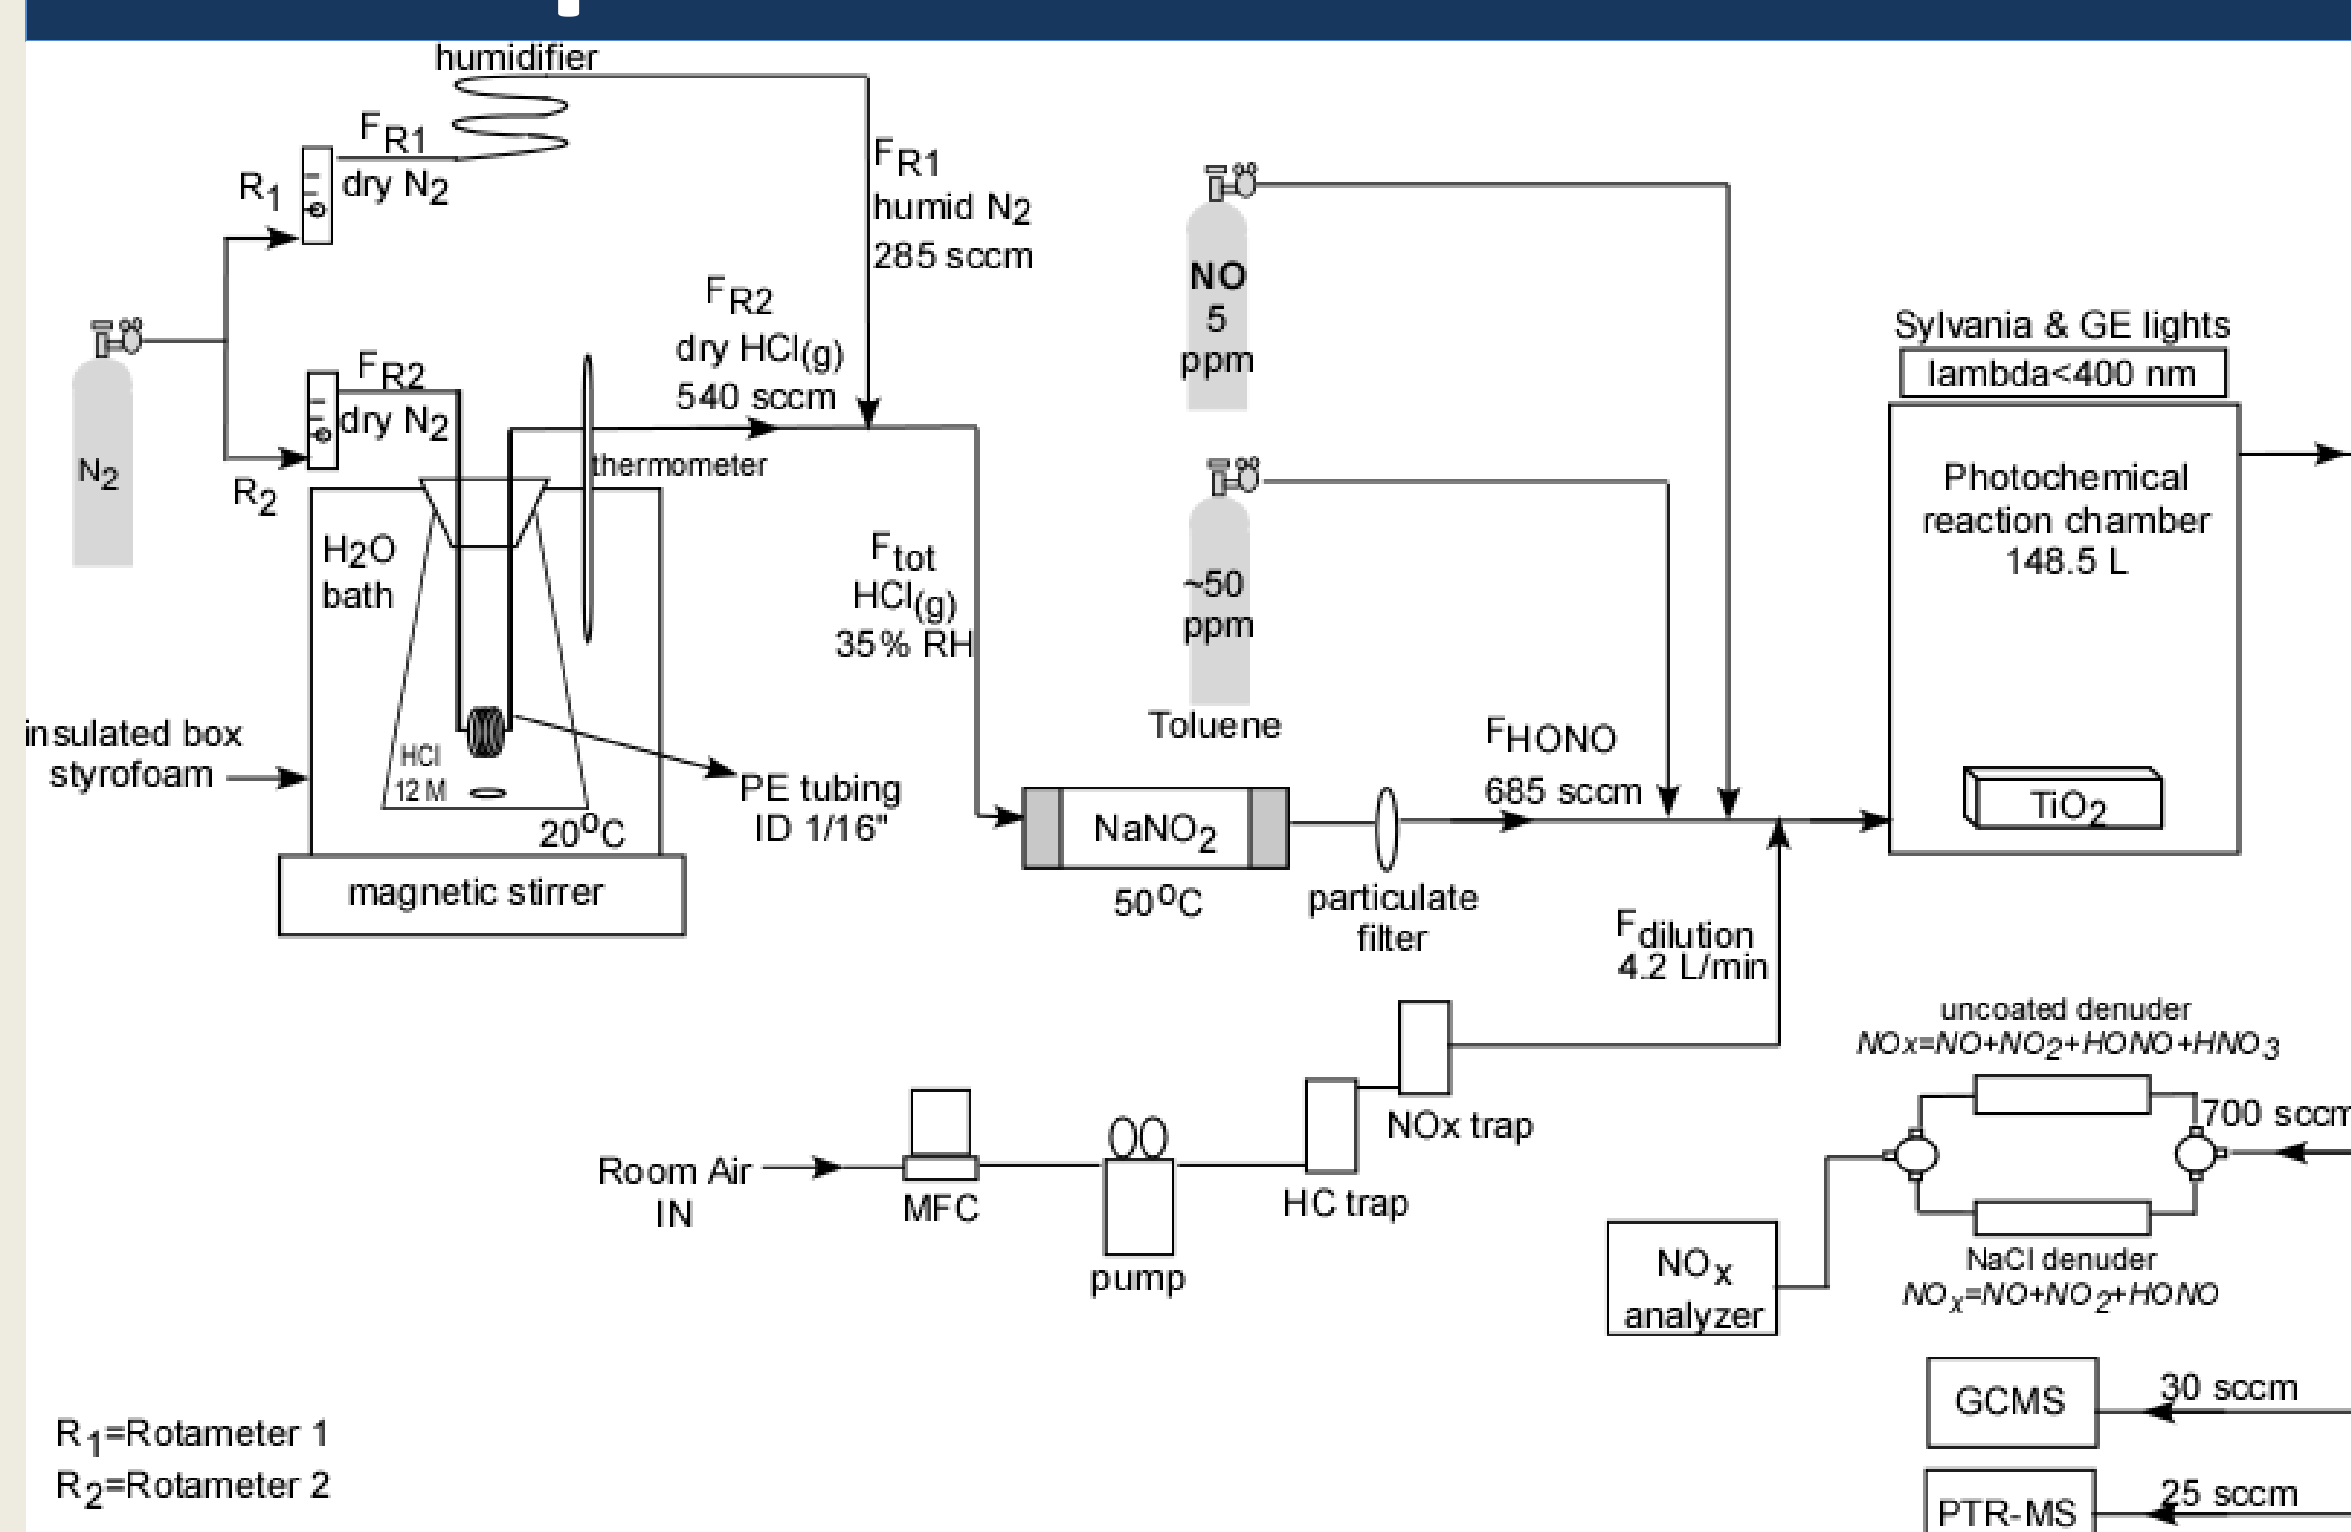 humidifier
FR1
dry N2
R1
FR1
humid N2
285 sccm
FR2
dry HCl(g)
540 sccm
N2
FR2
dry N2
R2
thermometer
H2O
bath
Ftot
HCl(g)
35% RH
insulated box
styrofoam
HCl
12 M
20°C
PE tubing
ID 1/16"
magnetic stirrer
NO
5
ppm
~50
ppm
Toluene
NaNO2
50°C
particulate
filter
FHONO
685 sccm
Fdilution
4.2 L/min
Sylvania & GE lights
lambda<400 nm
Photochemical
reaction chamber
148.5 L
TiO2
Room Air
IN
MFC
pump
HC trap
NOx trap
uncoated denuder
NOx=NO+NO2+HONO+HNO3
700 sccm
NaCl denuder
NOx=NO+NO2+HONO
NOx
analyzer
GCMS
30 sccm
PTR-MS
25 sccm
R1=Rotameter 1
R2=Rotameter 2